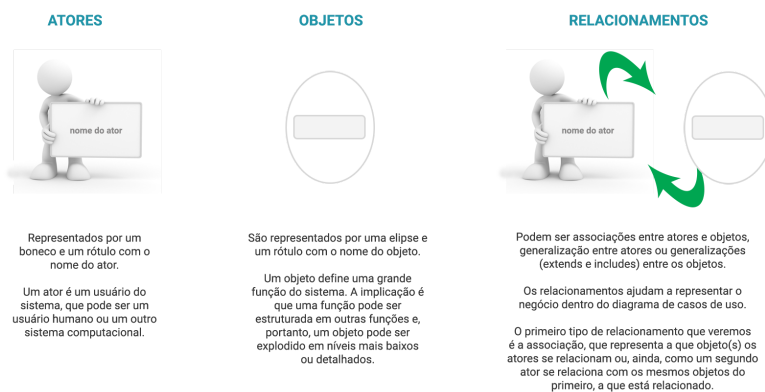 ATORES
nome do ator
Representados por um
boneco e um rótulo com o
nome do ator.
Um ator é um usuário do
sistema, que pode ser um
usuário humano ou um outro
sistema computacional.
OBJETOS
São representados por uma elipse e
um rótulo com o nome do objeto.
Um objeto define uma grande
função do sistema. A implicação é
que uma função pode ser
estruturada em outras funções e,
portanto, um objeto pode ser
explodido em níveis mais baixos
ou detalhados.
RELACIONAMENTOS
nome do ator
Podem ser associações entre atores e objetos,
generalização entre atores ou generalizações
(extends e includes) entre os objetos.
Os relacionamentos ajudam a representar o
negócio dentro do diagrama de casos de uso.
O primeiro tipo de relacionamento que veremos
é a associação, que representa a que objeto(s) os
atores se relacionam ou, ainda, como um segundo
ator se relaciona com os mesmos objetos do
primeiro, a que está relacionado.